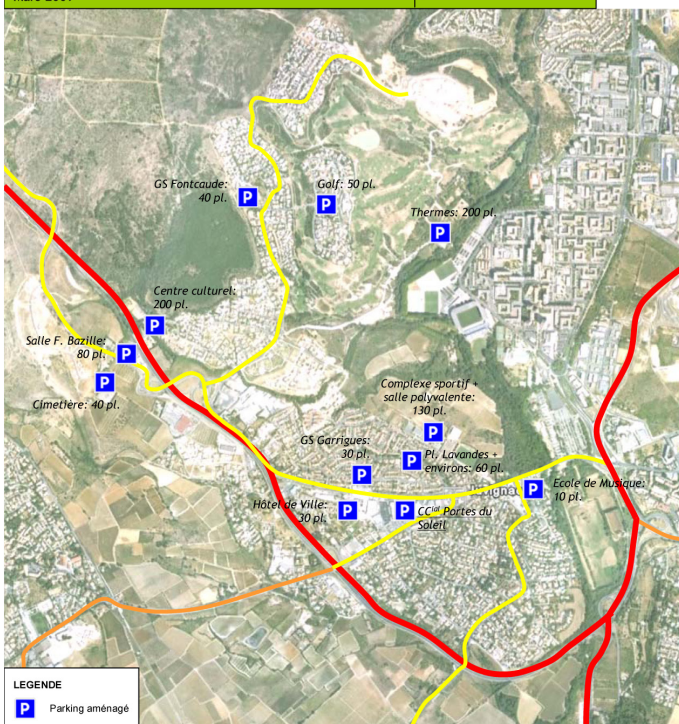 GS Fontcaude:
40 pl.
Golf: 50 pl.
Thermes: 200 pl.
Centre culturel:
200 pl.
Salle F. Bazille:
80 pl.
Cimetière: 40 pl.
Complexe sportif +
salle polyvalente:
130 pl.
GS Garrigues:
30 pl.
Pl. Lavandes +
environs: 60 pl.
Ecole de Musique:
10 pl.
Hôtel de Ville:
30 pl.
CCial Portes du
Soleil
LEGENDE
P Parking aménagé